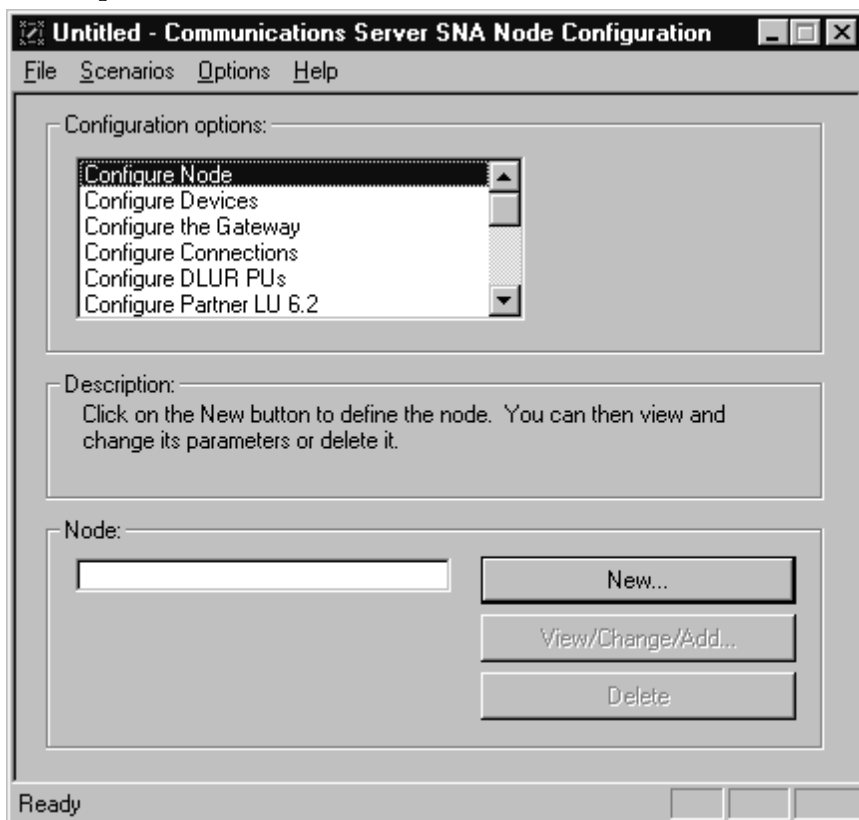 Untitled - Communications Server SNA Node Configuration
File Scenarios Options Help
Configuration options:
Configure Node
Configure Devices
Configure the Gateway
Configure Connections
Configure DLUR PUs
Configure Partner LU 6.2
Description:
Click on the New button to define the node. You can then view and
change its parameters or delete it.
Node:
New...
View/Change/Add...
Delete
Ready